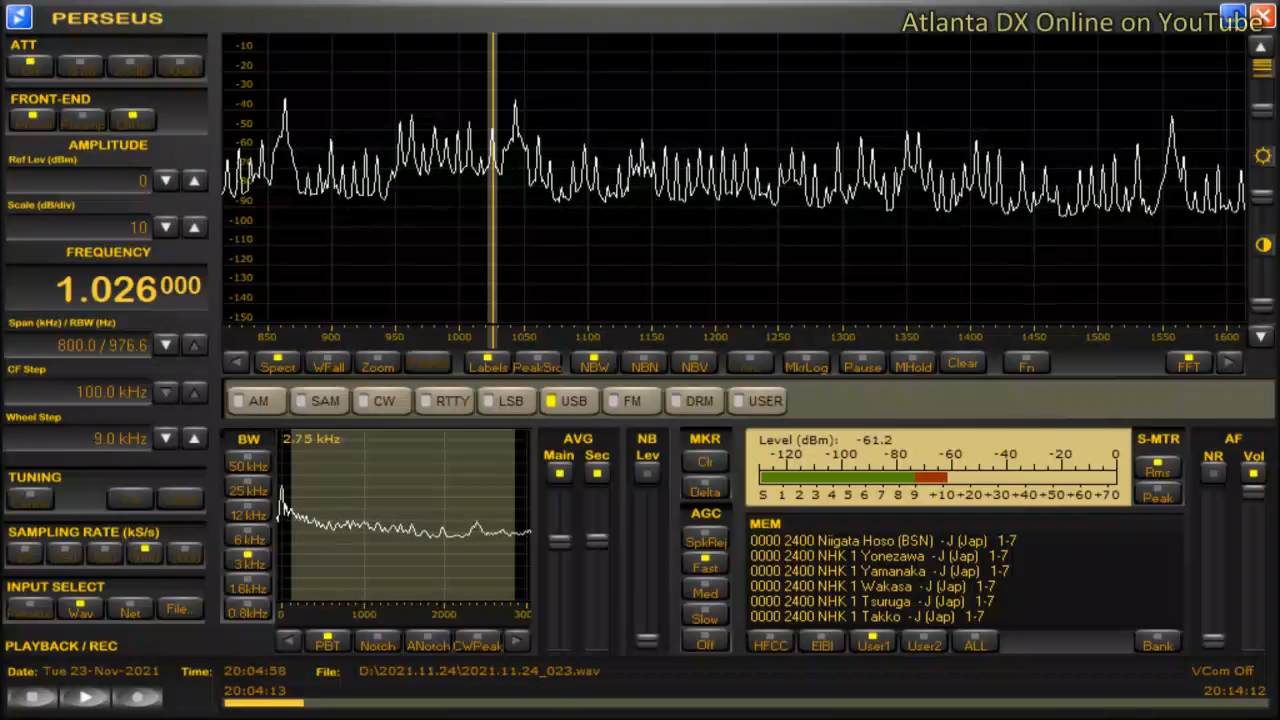 PERSEUS
Atlanta DX Online on YouTube
ATT
FRONT-END
AMPLITUDE
Ref Lev (dBm)
0
Scale (dB/div)
10
FREQUENCY
1.026000
Span (kHz) / RBW (Hz)
800.0 / 976.6
CF Step
100.0 kHz
Wheel Step
9.0 kHz
TUNING
SAMPLING RATE (kS/s)
INPUT SELECT
Wav Net File..
-10
-20
-30
-40
-50
-60
-70
-80
-90
-100
-110
-120
-130
-140
-150
850 900 950 1000 1050 1100 1150 1200 1250 1300 1350 1400 1450 1500 1550 1600
Spect WFall Zoom Labels PeakSrc NBW NBN NBV MkrLog Pause MHold Clear Fn FFT
AM SAM CW RTTY LSB USB FM DRM USER
BW
50 kHz
25 kHz
12 kHz
6 kHz
3 kHz
1.6kHz
0.8kHz
2.75 kHz
0 1000 2000 300
PBT Notch ANotch CWPeak
AVG
Main Sec
NB
Lev
MKR
Clr
Delta
AGC
SpkRej
Fast
Med
Slow
Off
Level (dBm): -61.2
-120 -100 -80 -60 -40 -20 0
S 1 2 3 4 5 6 7 8 9 +10 +20 +30 +40 +50 +60 +70
S-MTR
Rms
Peak
AF
NR Vol
MEM
0000 2400 Niigata Hoso (BSN) - J (Jap) 1-7
0000 2400 NHK 1 Yonezawa - J (Jap) 1-7
0000 2400 NHK 1 Yamanaka - J (Jap) 1-7
0000 2400 NHK 1 Wakasa - J (Jap) 1-7
0000 2400 NHK 1 Tsuruga - J (Jap) 1-7
0000 2400 NHK 1 Takko - J (Jap) 1-7
HFCC EIBI User1 User2 ALL Bank
PLAYBACK / REC
Date: Tue 23-Nov-2021 Time: 20:04:58 File: D:\2021.11.24\2021.11.24_023.wav VCom Off
20:04:13 20:14:12